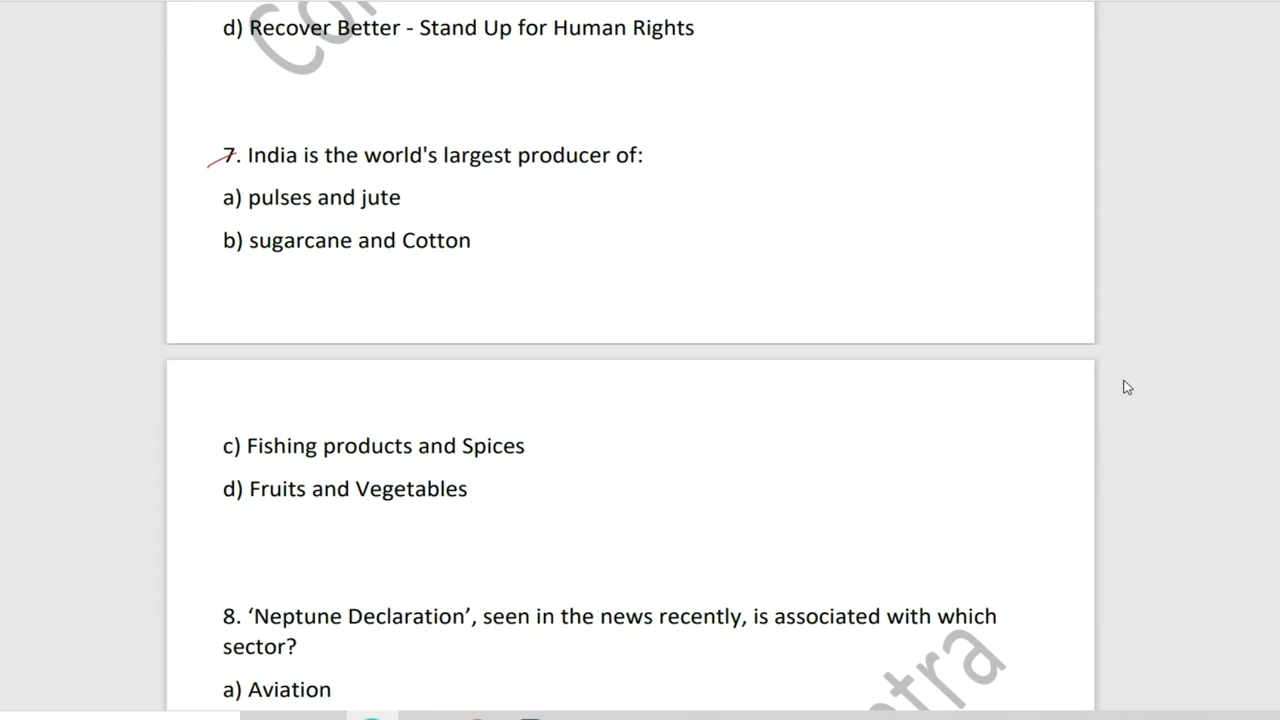 d) Recover Better - Stand Up for Human Rights
7. India is the world's largest producer of:
a) pulses and jute
b) sugarcane and Cotton
c) Fishing products and Spices
d) Fruits and Vegetables
8. ‘Neptune Declaration’, seen in the news recently, is associated with which
sector?
a) Aviation